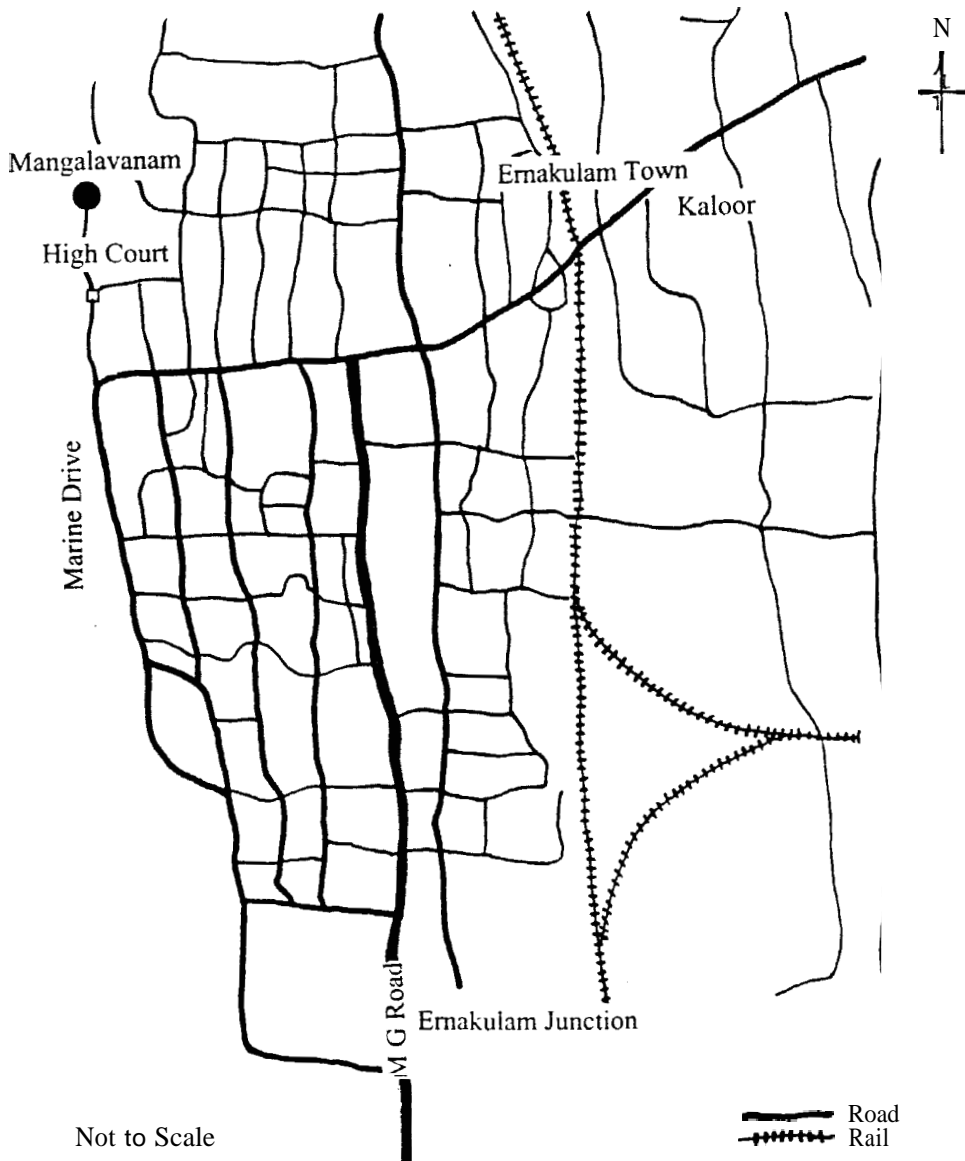 N
Mangalavanam
Ernakulam Town
Kaloor
High Court
Marine Drive
M G Road
Ernakulam Junction
Not to Scale
Road
Rail